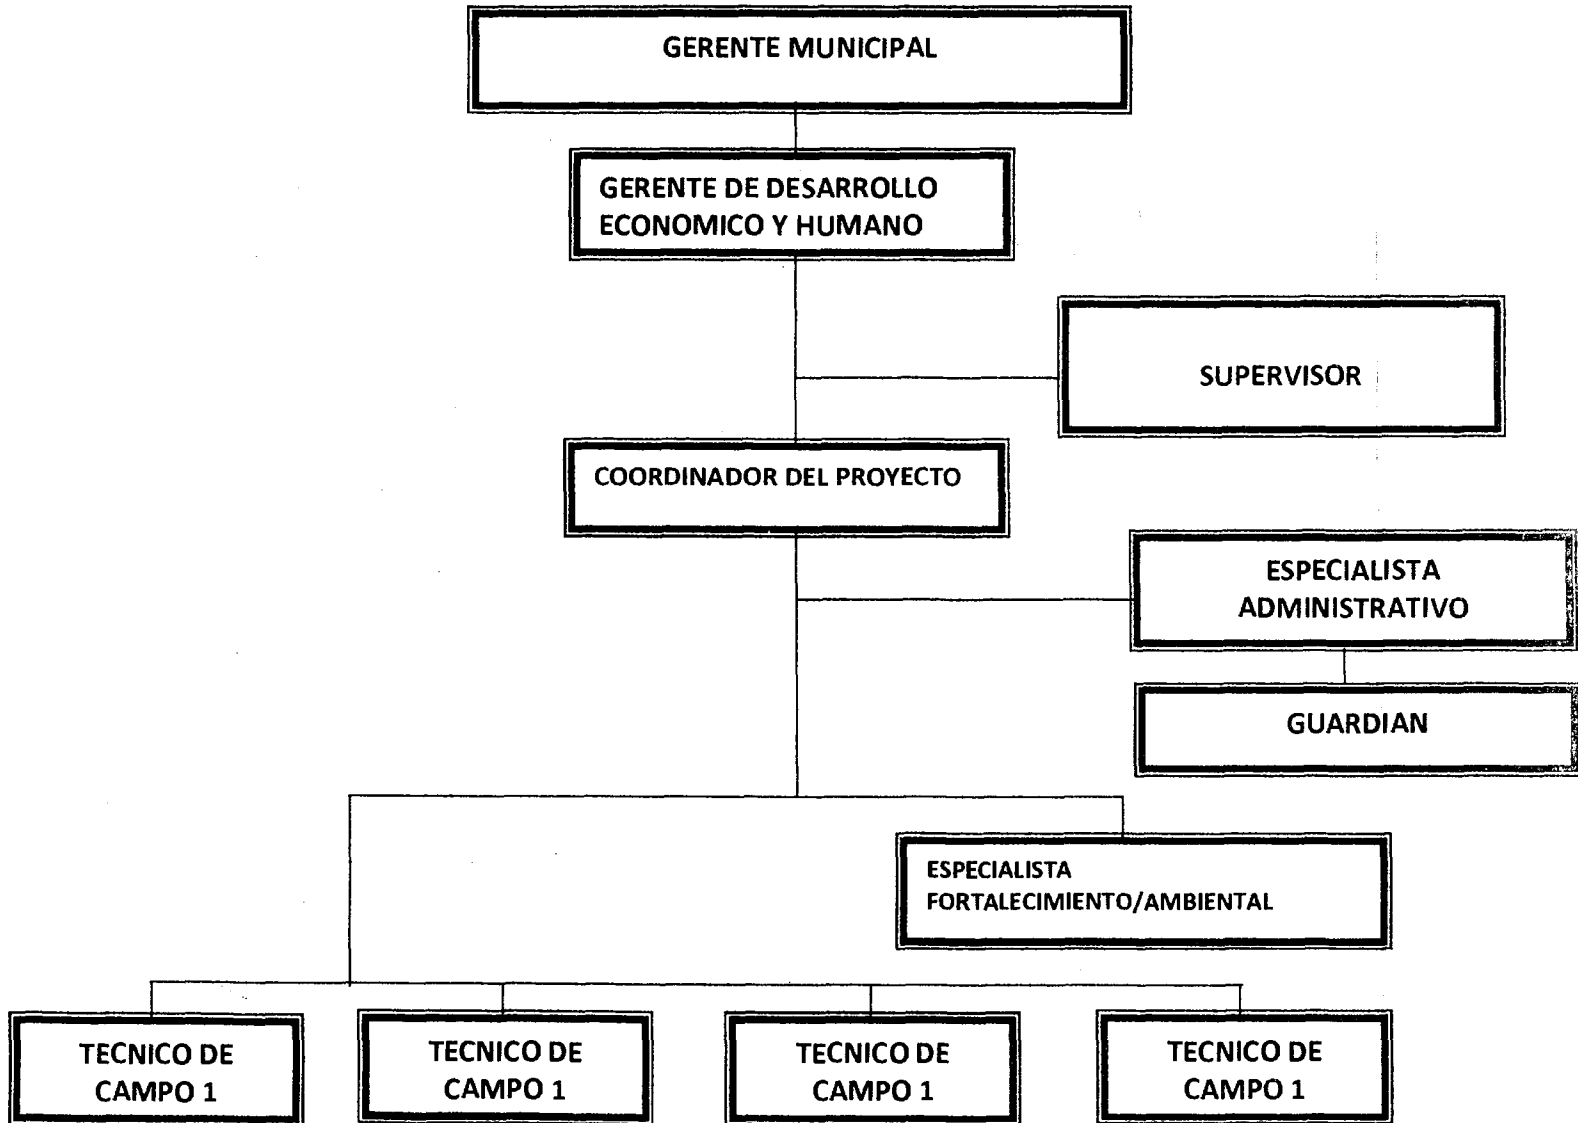 GERENTE MUNICIPAL
GERENTE DE DESARROLLO
ECONOMICO Y HUMANO
SUPERVISOR
COORDINADOR DEL PROYECTO
ESPECIALISTA
ADMINISTRATIVO
GUARDIAN
ESPECIALISTA
FORTALECIMIENTO/AMBIENTAL
TECNICO DE
CAMPO 1
TECNICO DE
CAMPO 1
TECNICO DE
CAMPO 1
TECNICO DE
CAMPO 1